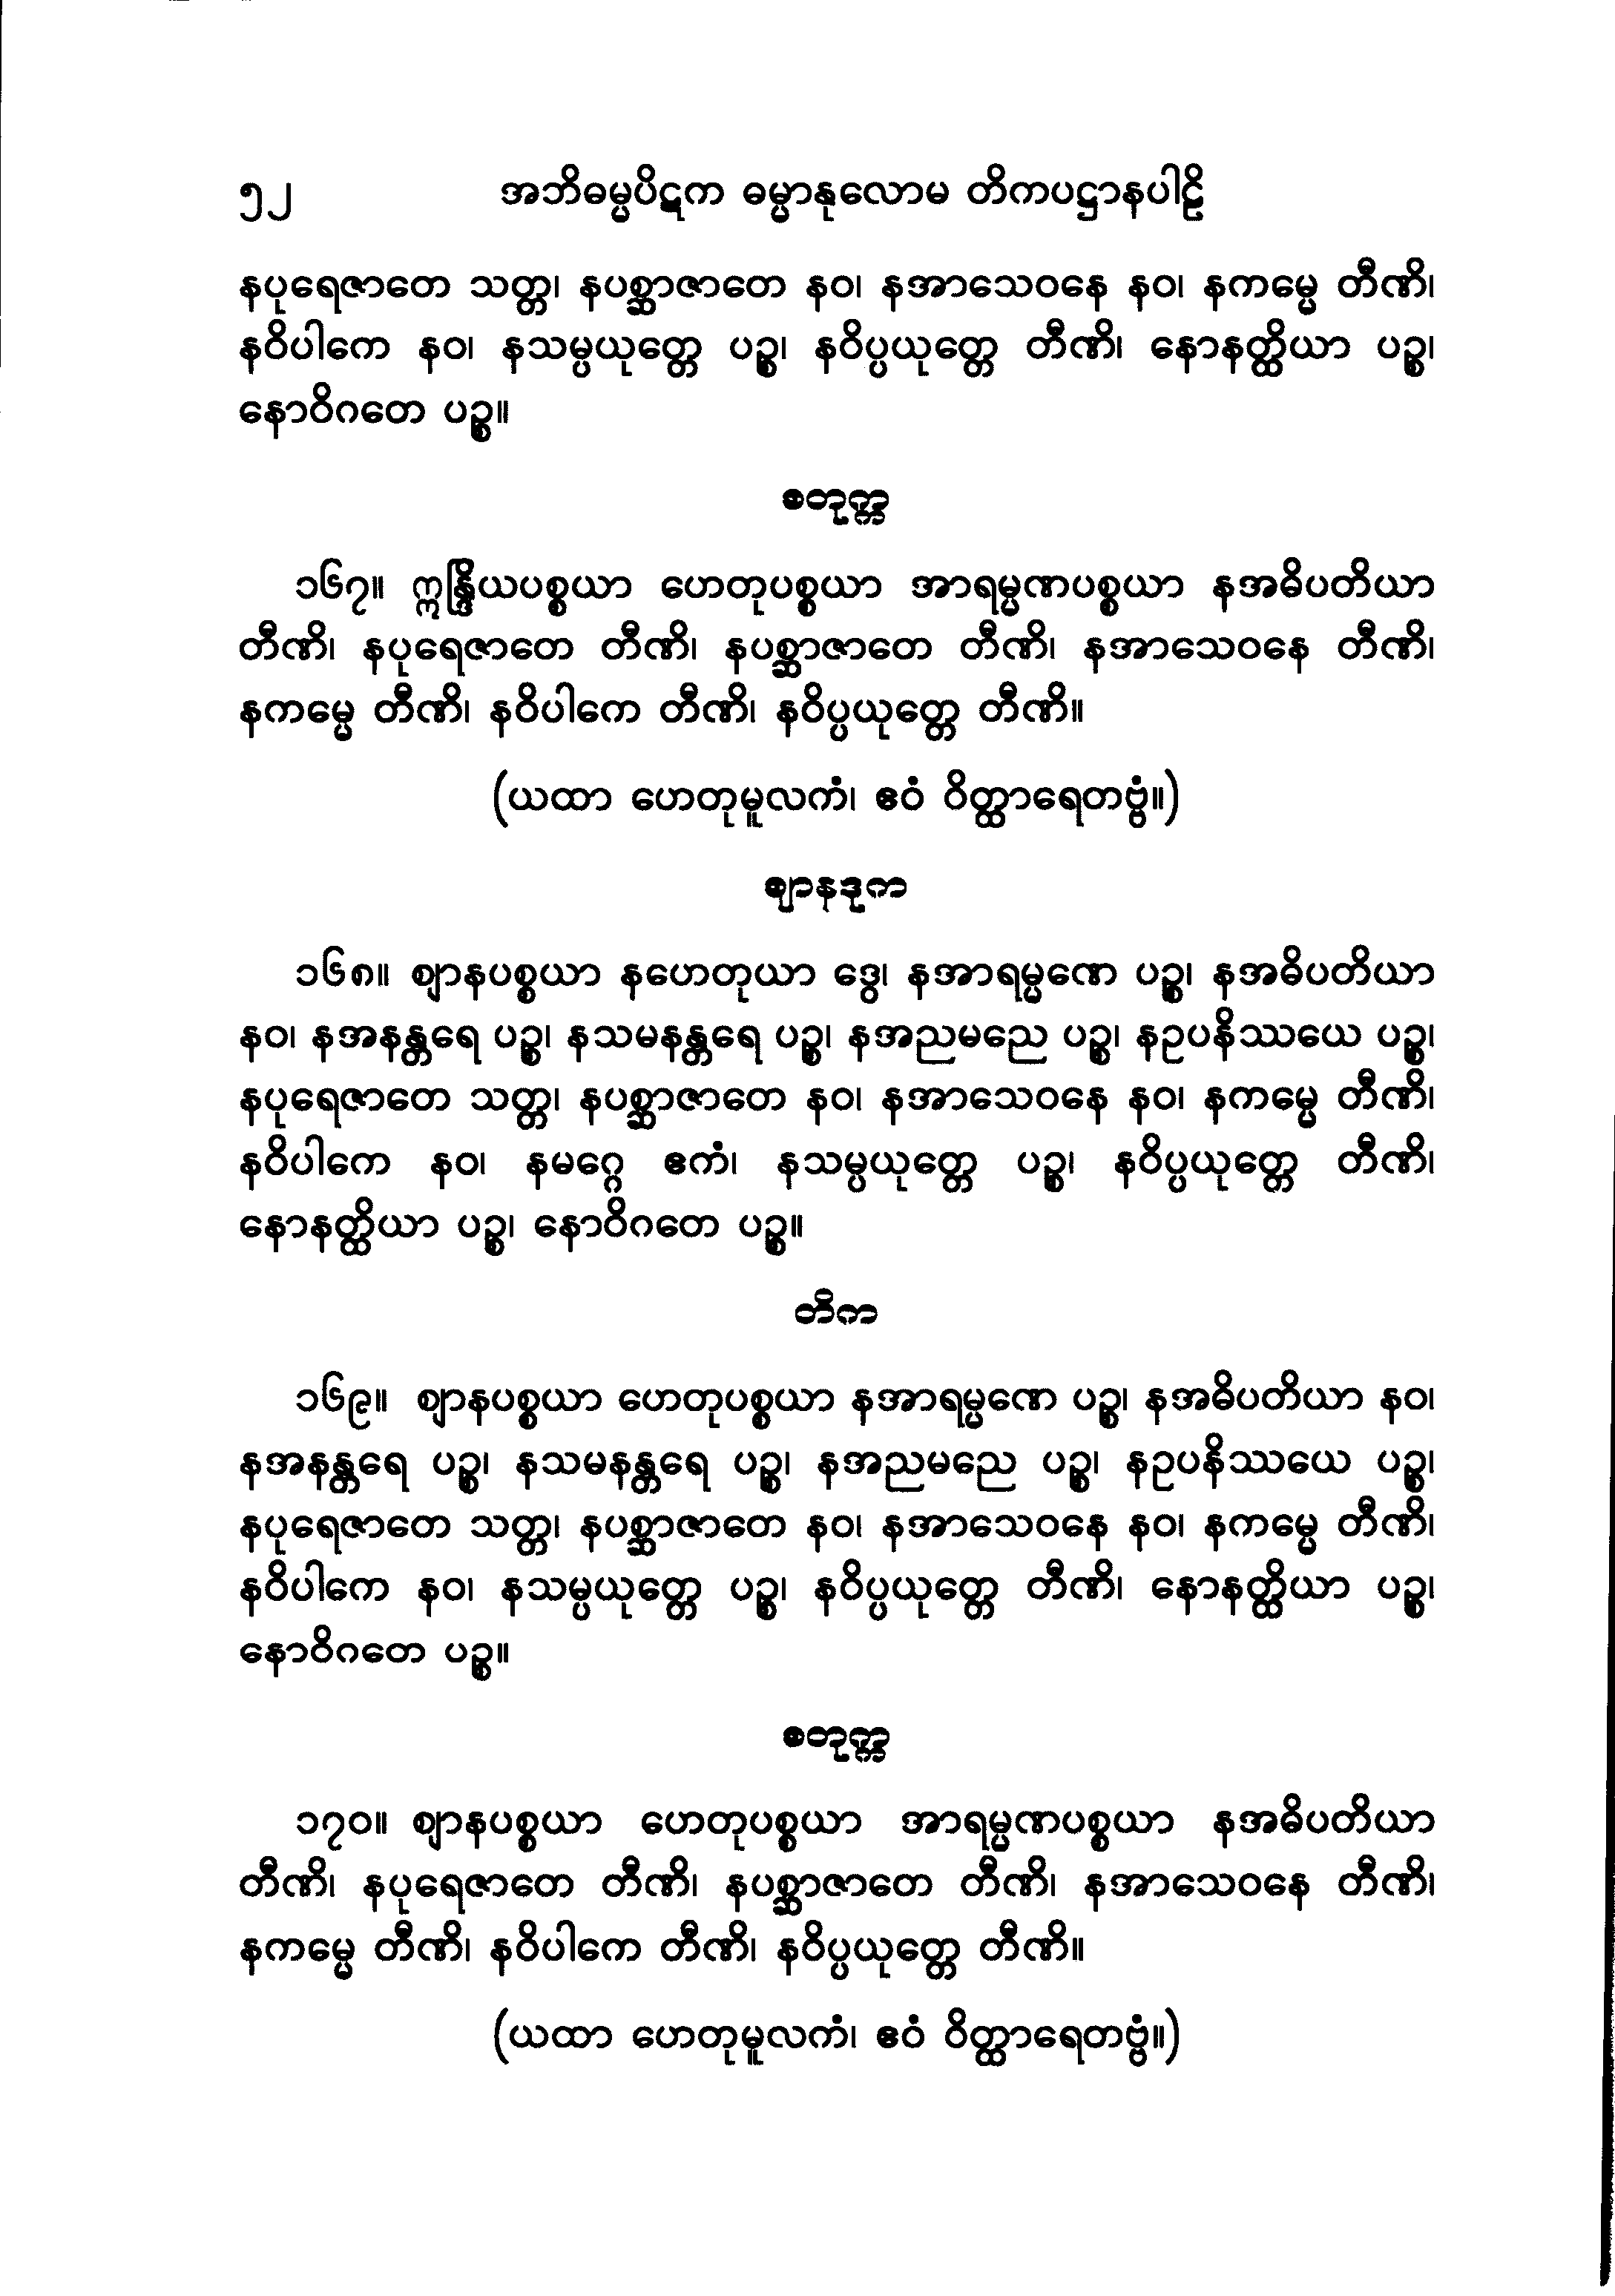 ၅၂ အဘိဓမ္မပိဋက ဓမ္မာနုလောမ တိကပဋ္ဌာနပါဠိ
နပုရေဇာတေ သတ္တ၊ နပစ္ဆာဇာတေ နဝ၊ နအာသေဝနေ နဝ၊ နကမ္မေ တီဏိ၊
နဝိပါကေ နဝ၊ နသမ္ပယုတ္တေ ပဉ္စ၊ နဝိပ္ပယုတ္တေ တီဏိ၊ နောနတ္ထိယာ ပဉ္စ၊
နောဝိဂတေ ပဉ္စ။
စတုက္က
၁၆၇။ ဣန္ဒြိယပစ္စယာ ဟေတုပစ္စယာ အာရမ္မဏပစ္စယာ နအဓိပတိယာ
တီဏိ၊ နပုရေဇာတေ တီဏိ၊ နပစ္ဆာဇာတေ တီဏိ၊ နအာသေဝနေ တီဏိ၊
နကမ္မေ တီဏိ၊ နဝိပါကေ တီဏိ၊ နဝိပ္ပယုတ္တေ တီဏိ။
(ယထာ ဟေတုမူလကံ၊ ဧဝံ ဝိတ္ထာရေတဗ္ဗံ။)
ဈာနဒုက
၁၆၈။ ဈာနပစ္စယာ နဟေတုယာ ဒွေ၊ နအာရမ္မဏေ ပဉ္စ၊ နအဓိပတိယာ
နဝ၊ နအနန္တရေ ပဉ္စ၊ နသမနန္တရေ ပဉ္စ၊ နအညမညေ ပဉ္စ၊ နဥပနိဿယေ ပဉ္စ၊
နပုရေဇာတေ သတ္တ၊ နပစ္ဆာဇာတေ နဝ၊ နအာသေဝနေ နဝ၊ နကမ္မေ တီဏိ၊
နဝိပါကေ နဝ၊ နမဂ္ဂေ ဧကံ၊ နသမ္ပယုတ္တေ ပဉ္စ၊ နဝိပ္ပယုတ္တေ တီဏိ၊
နောနတ္ထိယာ ပဉ္စ၊ နောဝိဂတေ ပဉ္စ။
တိက
၁၆၉။ ဈာနပစ္စယာ ဟေတုပစ္စယာ နအာရမ္မဏေ ပဉ္စ၊ နအဓိပတိယာ နဝ၊
နအနန္တရေ ပဉ္စ၊ နသမနန္တရေ ပဉ္စ၊ နအညမညေ ပဉ္စ၊ နဥပနိဿယေ ပဉ္စ၊
နပုရေဇာတေ သတ္တ၊ နပစ္ဆာဇာတေ နဝ၊ နအာသေဝနေ နဝ၊ နကမ္မေ တီဏိ၊
နဝိပါကေ နဝ၊ နသမ္ပယုတ္တေ ပဉ္စ၊ နဝိပ္ပယုတ္တေ တီဏိ၊ နောနတ္ထိယာ ပဉ္စ၊
နောဝိဂတေ ပဉ္စ။
စတုက္က
၁၇၀။ ဈာနပစ္စယာ ဟေတုပစ္စယာ အာရမ္မဏပစ္စယာ နအဓိပတိယာ
တီဏိ၊ နပုရေဇာတေ တီဏိ၊ နပစ္ဆာဇာတေ တီဏိ၊ နအာသေဝနေ တီဏိ၊
နကမ္မေ တီဏိ၊ နဝိပါကေ တီဏိ၊ နဝိပ္ပယုတ္တေ တီဏိ။
(ယထာ ဟေတုမူလကံ၊ ဧဝံ ဝိတ္ထာရေတဗ္ဗံ။)